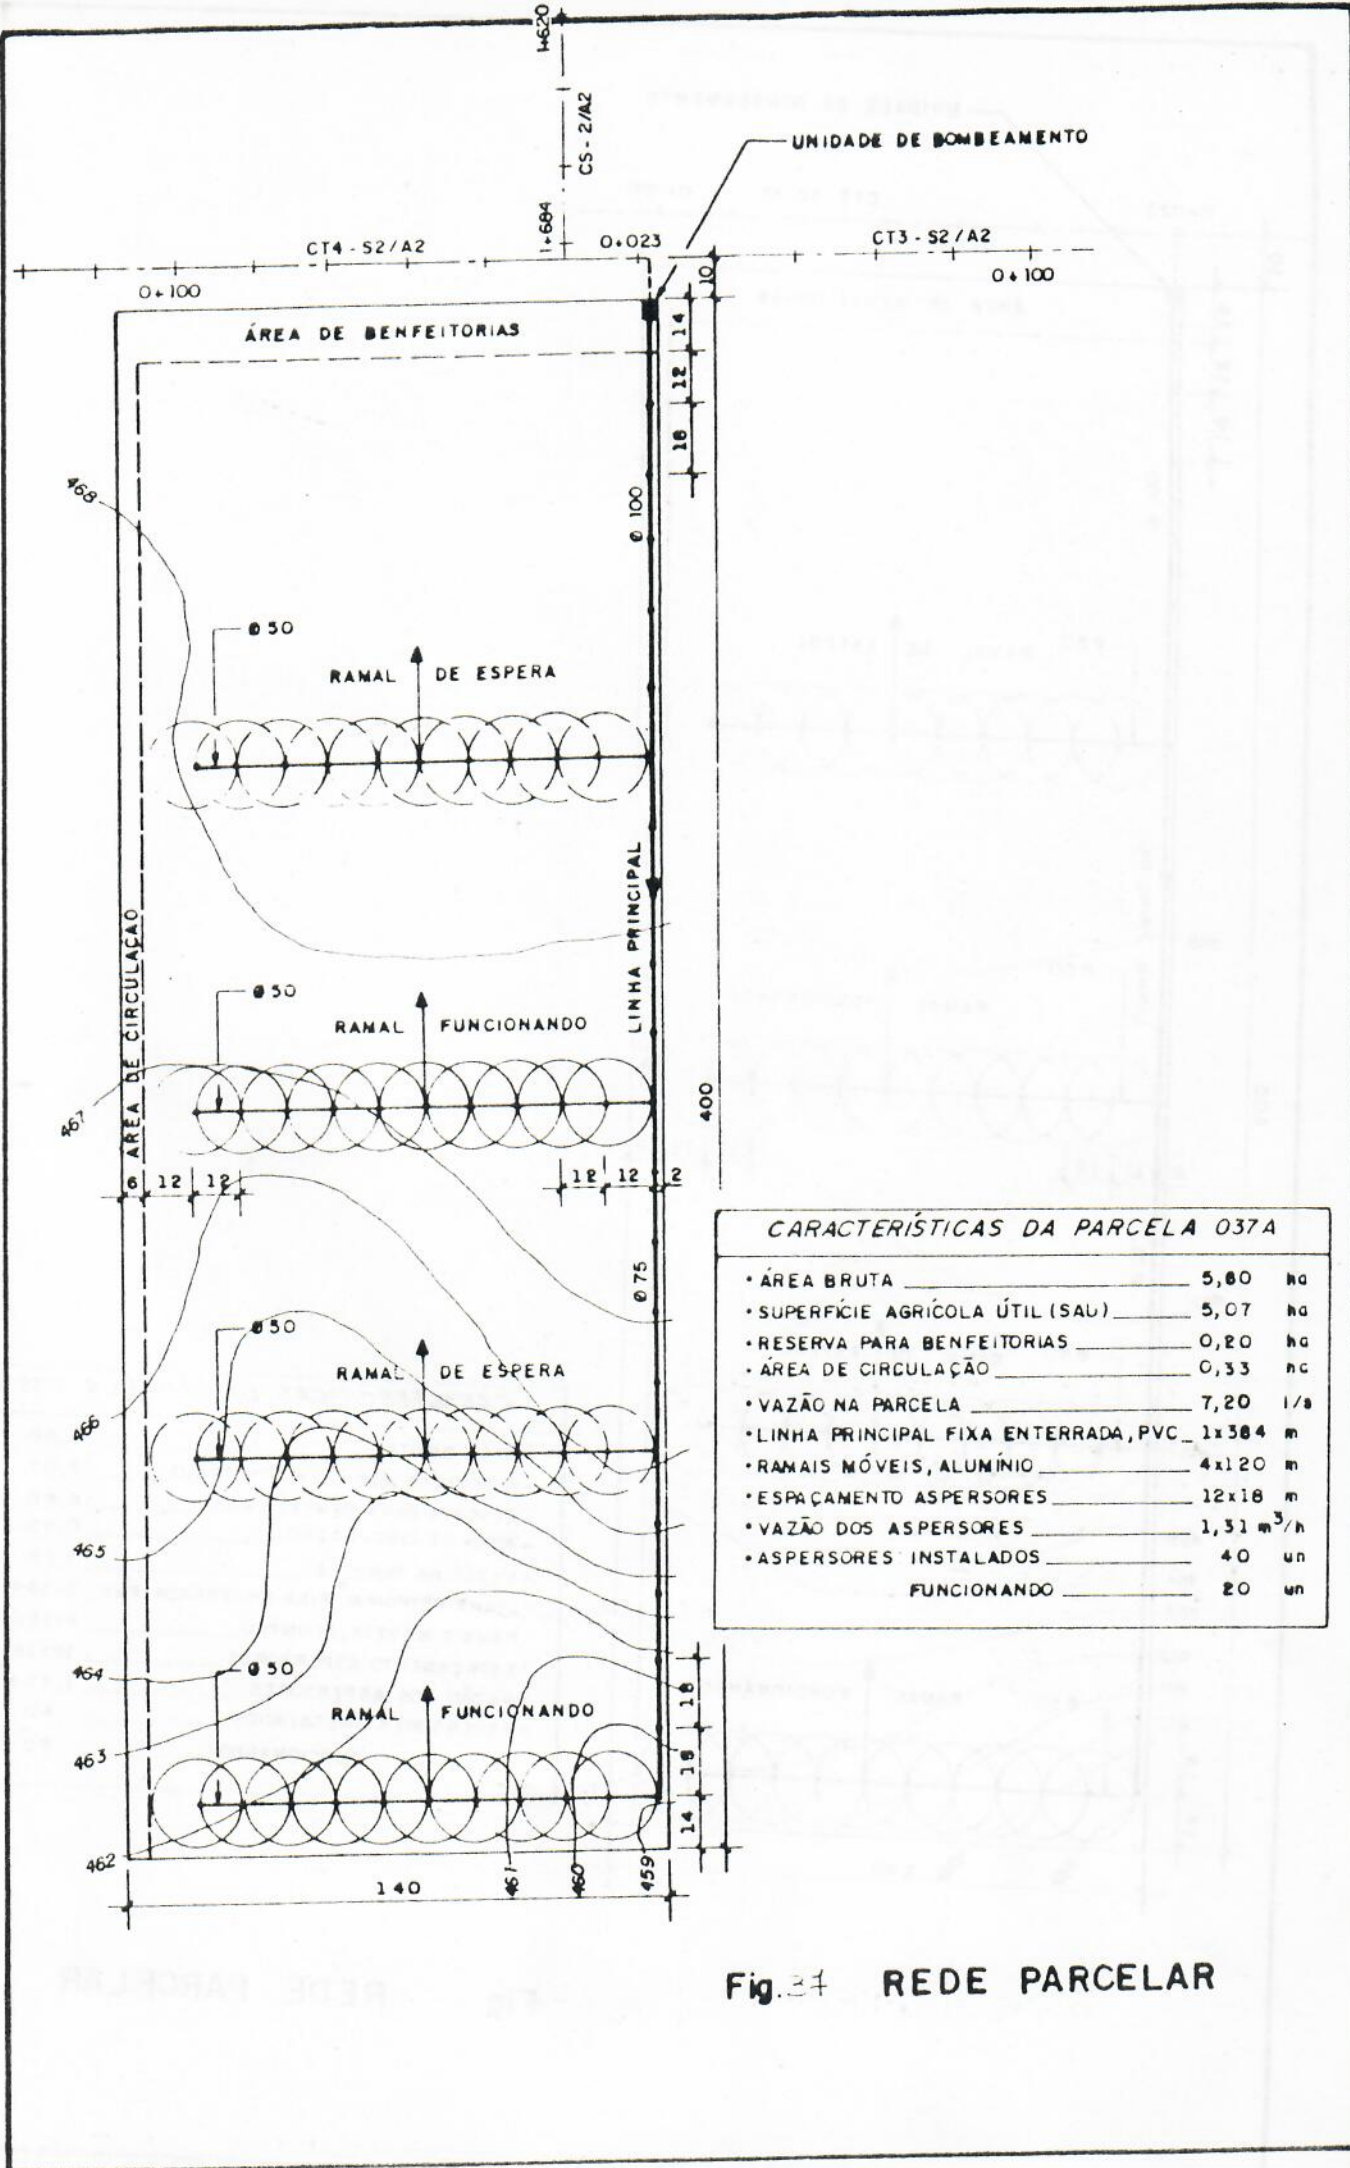 1+620
CS - 2/A2
UNIDADE DE BOMBEAMENTO
1+684
CT4 - S2/A2
0+023
CT3 - S2/A2
0+100
10
0+100
ÁREA DE BENFEITORIAS
14
12
18
468
Ø 100
Ø 50
RAMAL DE ESPERA
LINHA PRINCIPAL
ÁREA DE CIRCULAÇÃO
Ø 50
RAMAL FUNCIONANDO
467
400
6 12 12 12 12 2
CARACTERÍSTICAS DA PARCELA 037A
• ÁREA BRUTA 5,60 ha
• SUPERFÍCIE AGRÍCOLA ÚTIL (SAU) 5,07 ha
• RESERVA PARA BENFEITORIAS 0,20 ha
• ÁREA DE CIRCULAÇÃO 0,33 ha
• VAZÃO NA PARCELA 7,20 l/s
• LINHA PRINCIPAL FIXA ENTERRADA, PVC 1x384 m
• RAMAIS MÓVEIS, ALUMÍNIO 4x120 m
• ESPAÇAMENTO ASPERSORES 12x18 m
• VAZÃO DOS ASPERSORES 1,31 m³/h
• ASPERSORES INSTALADOS 40 un
FUNCIONANDO 20 un
Ø 75
Ø 50
RAMAL DE ESPERA
466
465
464
Ø 50
RAMAL FUNCIONANDO
18
18
14
463
462
140
461
460
459
Fig. REDE PARCELAR